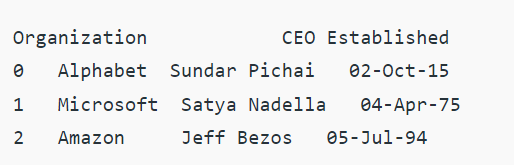 Organization CEO Established
0 Alphabet Sundar Pichai 02-Oct-15
1 Microsoft Satya Nadella 04-Apr-75
2 Amazon Jeff Bezos 05-Jul-94